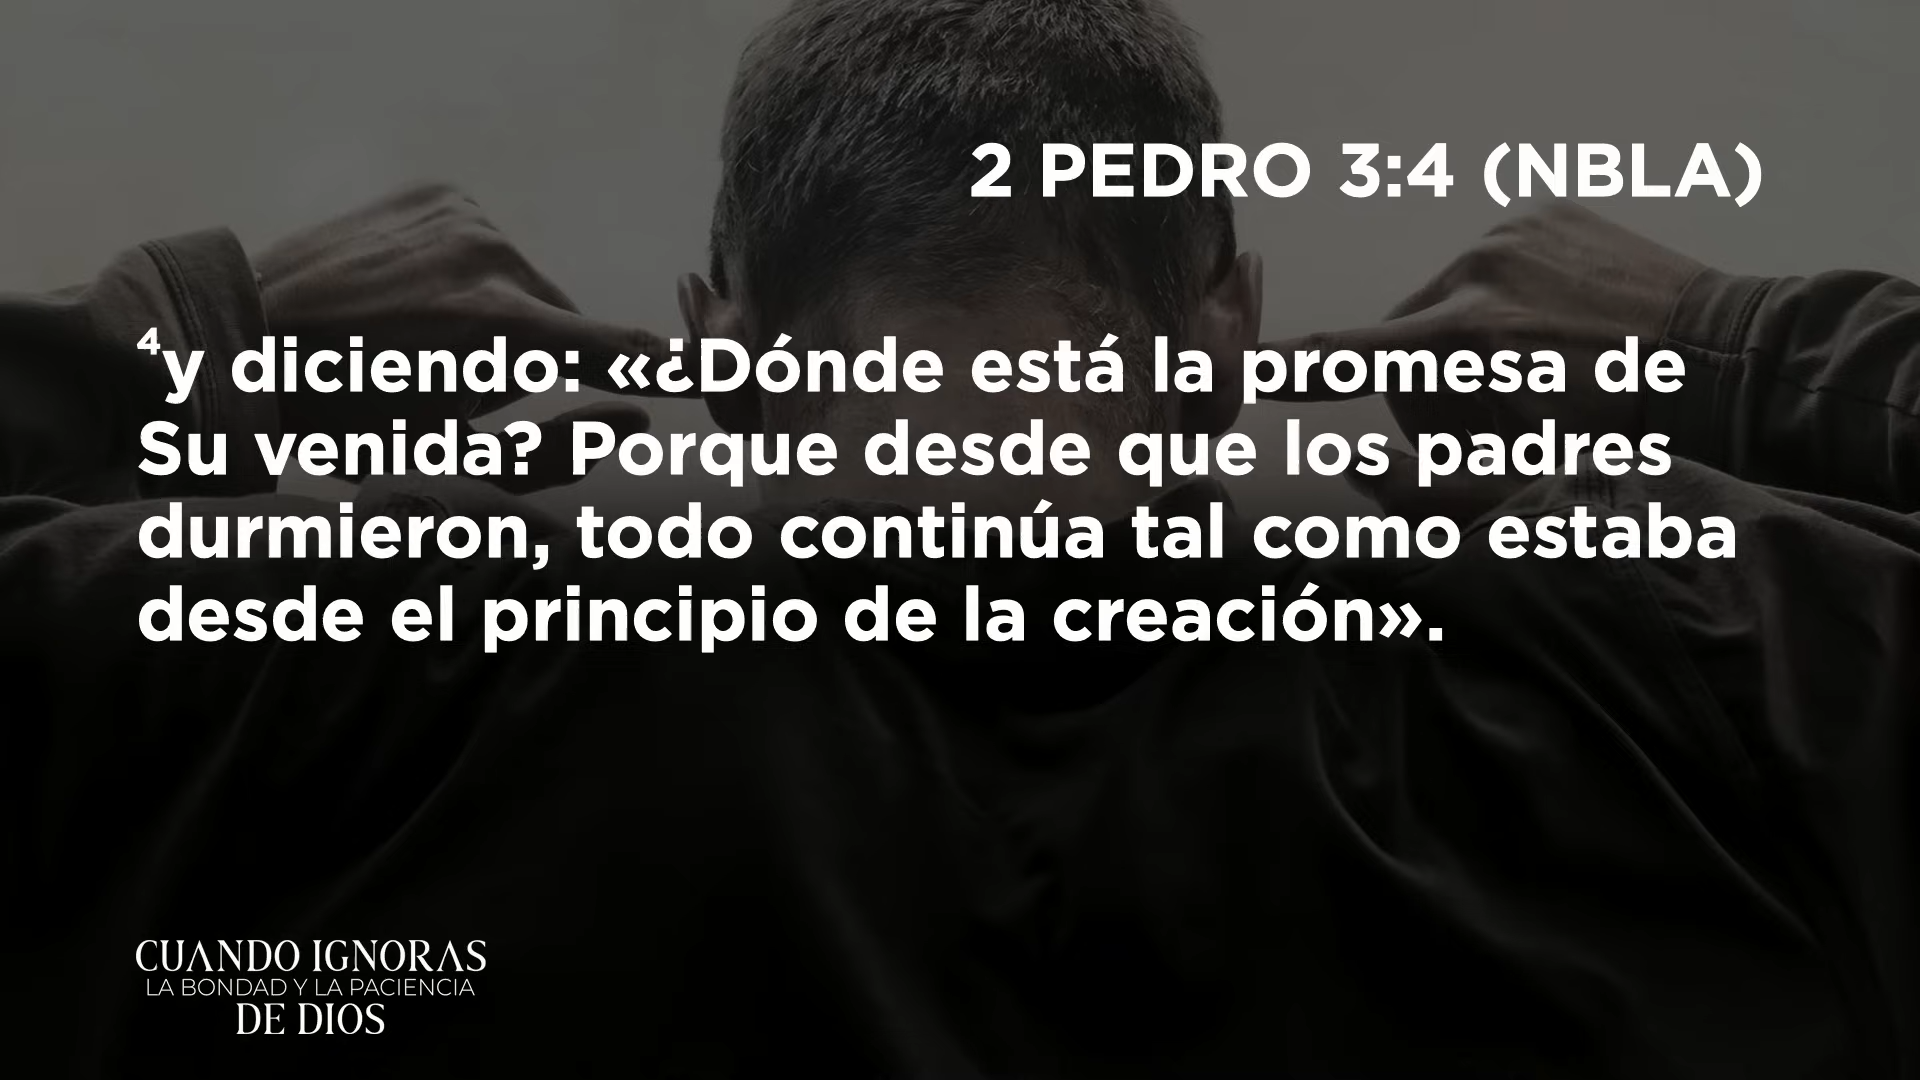 2 PEDRO 3:4 (NBLA)
⁴y diciendo: «¿Dónde está la promesa de
Su venida? Porque desde que los padres
durmieron, todo continúa tal como estaba
desde el principio de la creación».
CUANDO IGNORAS
LA BONDAD Y LA PACIENCIA
DE DIOS